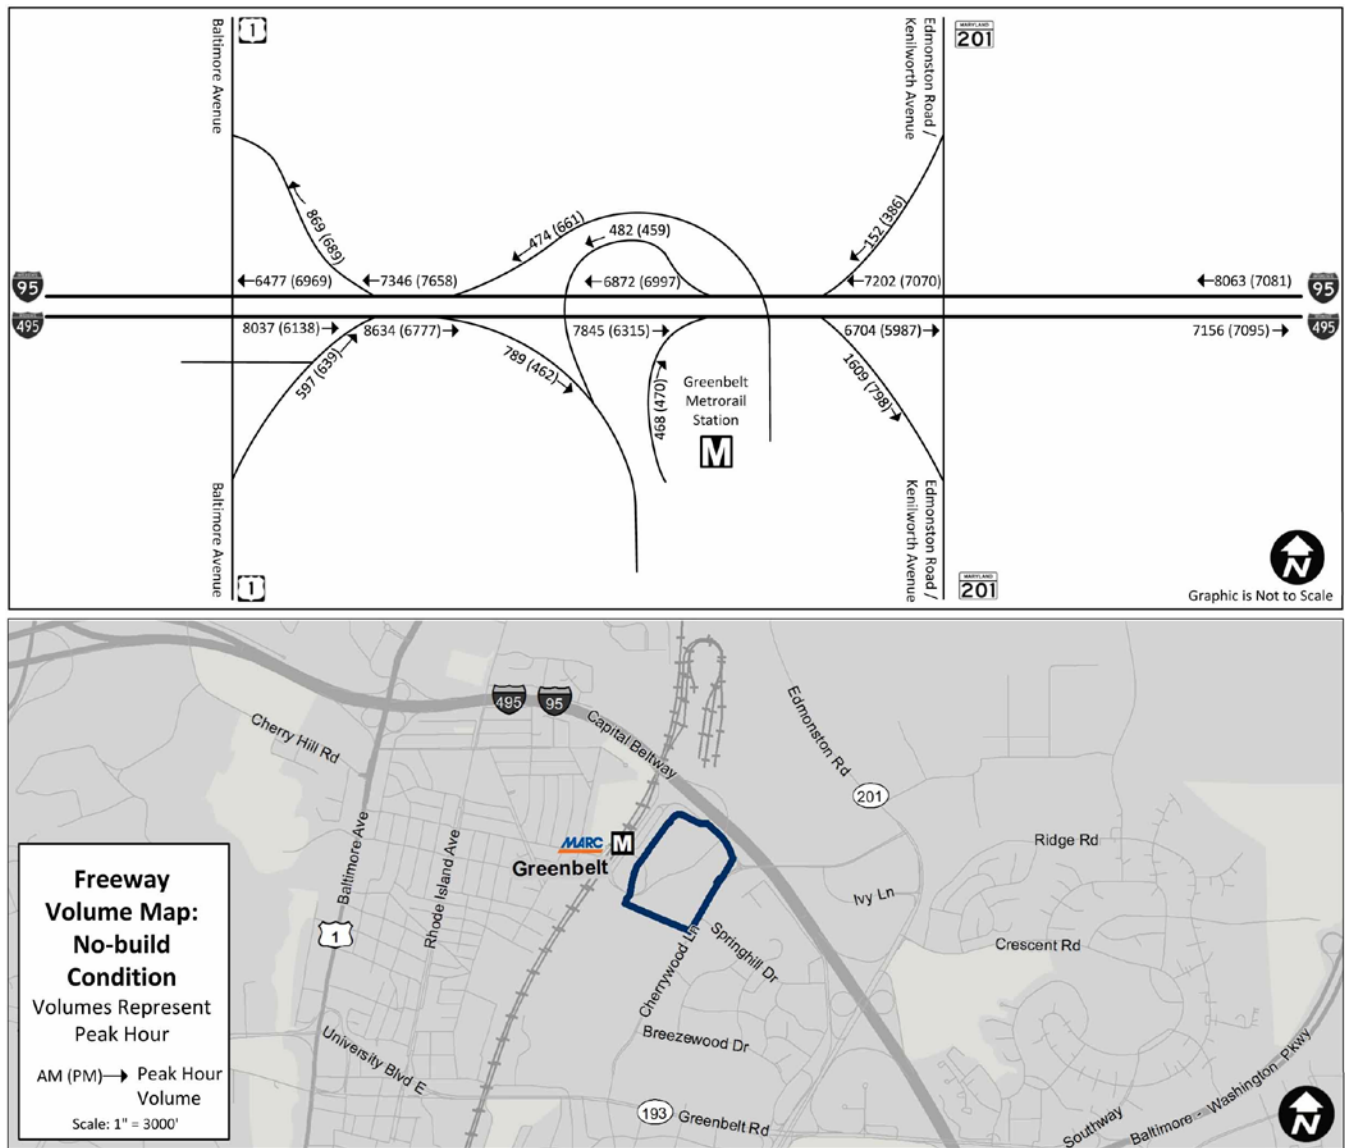 Baltimore Avenue
1
Edmonston Road /
Kenilworth Avenue
MARYLAND
201
869 (689)
474 (661)
482 (459)
152 (386)
95
6477 (6969)
7346 (7658)
6872 (6997)
7202 (7070)
8063 (7081)
95
495
8037 (6138)
8634 (6777)
7845 (6315)
6704 (5987)
7156 (7095)
495
597 (639)
789 (462)
468 (470)
1609 (798)
Greenbelt
Metrorail
Station
M
Baltimore Avenue
1
Edmonston Road /
Kenilworth Avenue
MARYLAND
201
N
Graphic is Not to Scale
495
95
Capital Beltway
Cherry Hill Rd
Edmonston Rd
201
Baltimore Ave
Rhode Island Ave
MARC
M
Greenbelt
Ridge Rd
Ivy Ln
1
Crescent Rd
Springhill Dr
Cherrywood Ln
Breezewood Dr
University Blvd E
193
Greenbelt Rd
Southway
Baltimore - Washington Pkwy
N
Freeway
Volume Map:
No-build
Condition
Volumes Represent
Peak Hour
AM (PM) Peak Hour
Volume
Scale: 1" = 3000'